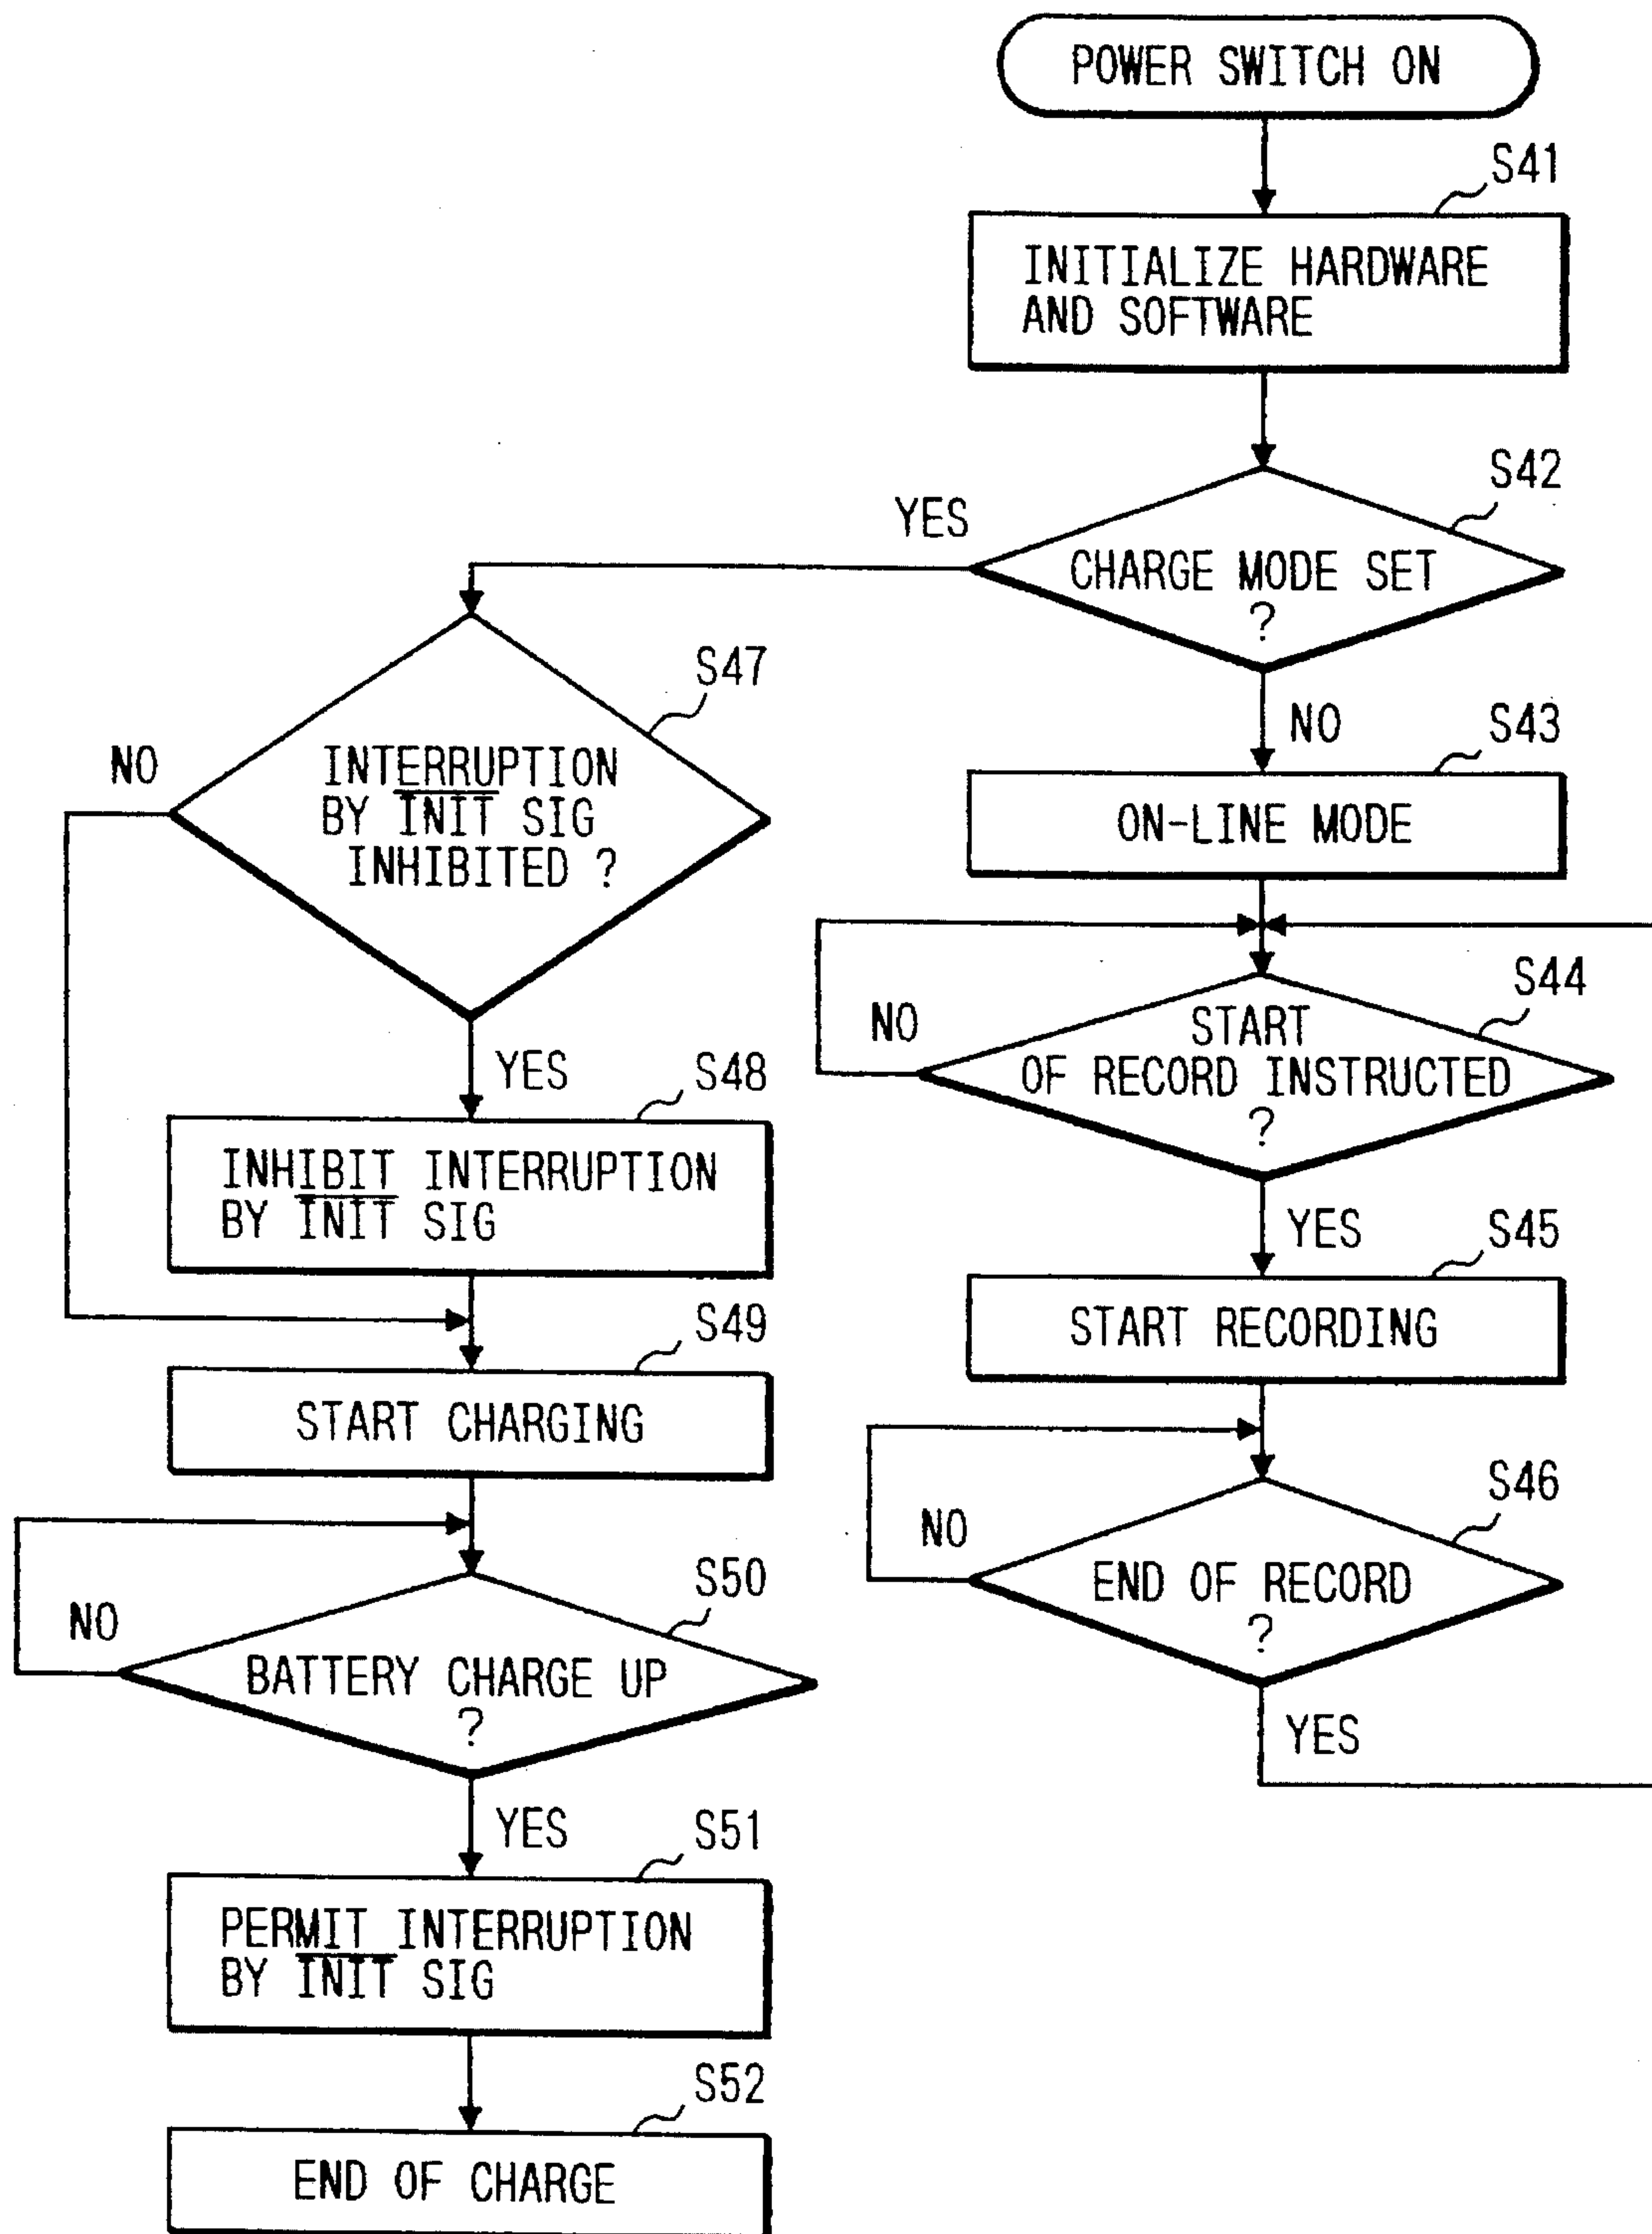 POWER SWITCH ON
S41
INITIALIZE HARDWARE
AND SOFTWARE
S42
YES
CHARGE MODE SET
?
NO
S43
ON-LINE MODE
S44
NO
START
OF RECORD INSTRUCTED
?
YES
S45
START RECORDING
S46
NO
END OF RECORD
?
YES
S47
NO
INTERRUPTION
BY INIT SIG
INHIBITED ?
YES
S48
INHIBIT INTERRUPTION
BY INIT SIG
S49
START CHARGING
S50
NO
BATTERY CHARGE UP
?
YES
S51
PERMIT INTERRUPTION
BY INIT SIG
S52
END OF CHARGE